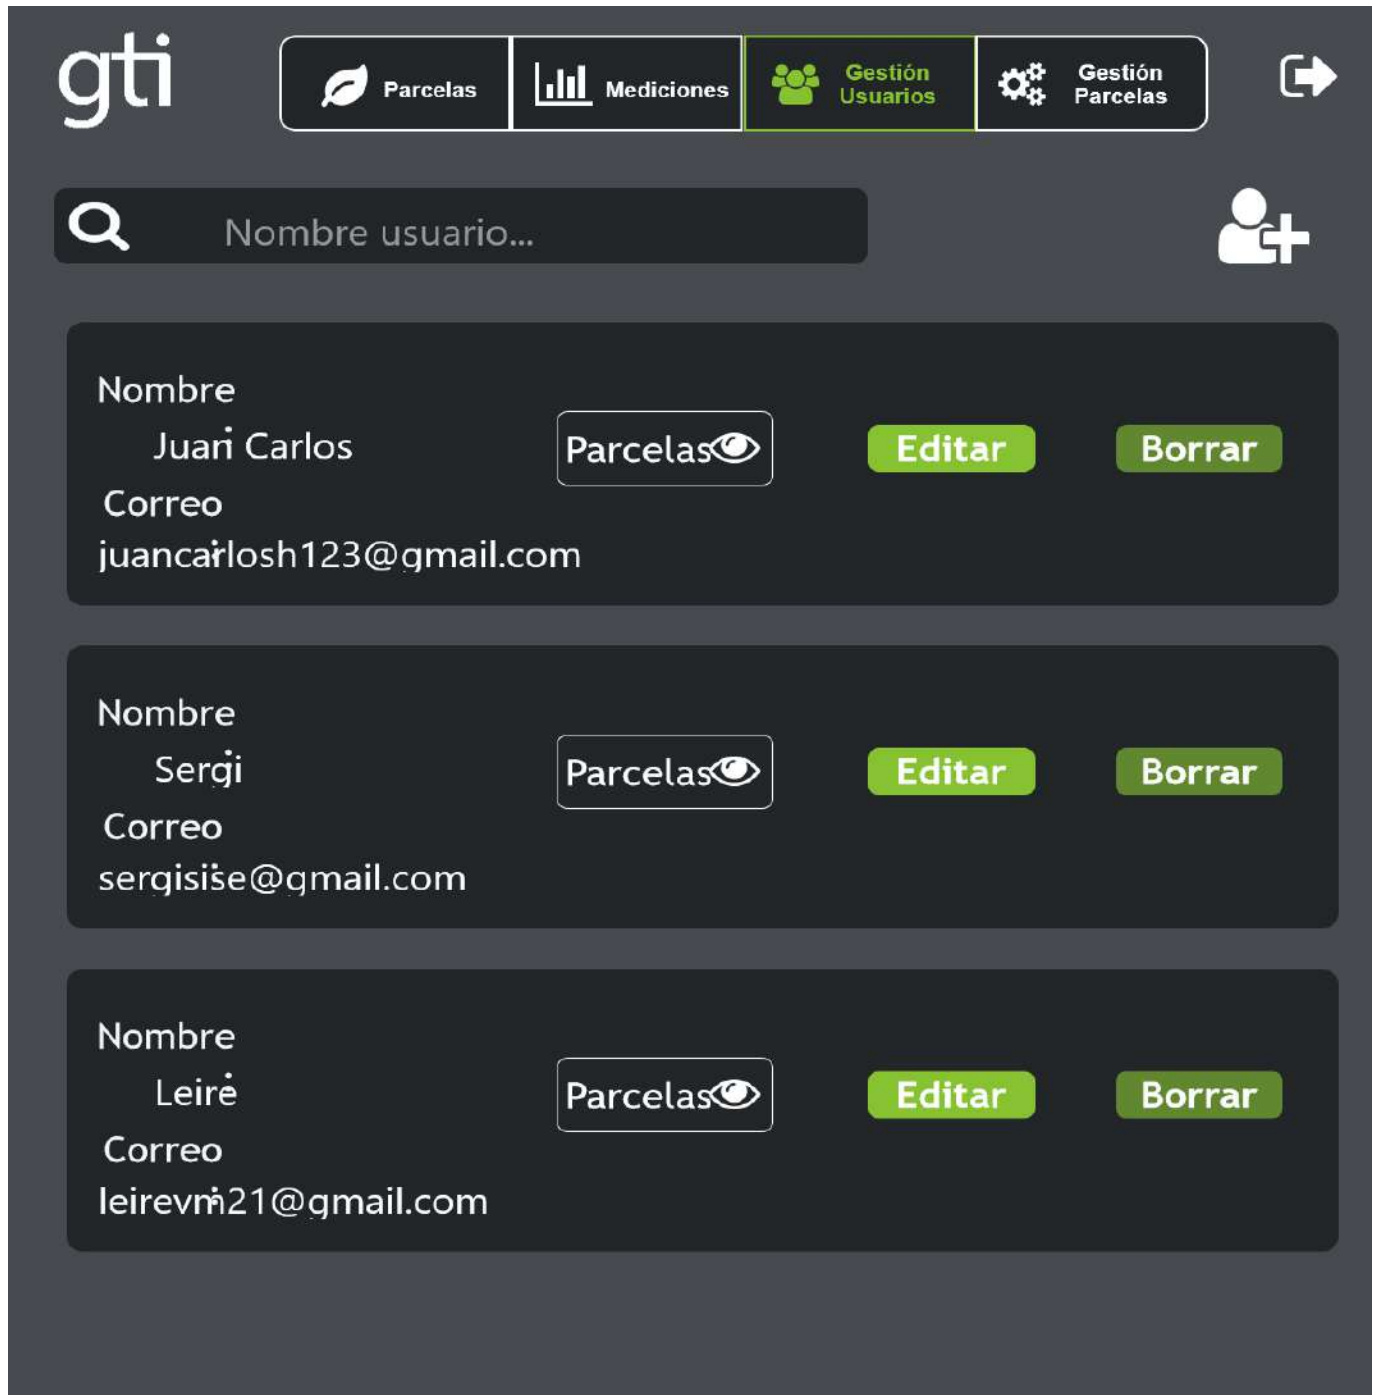 gti
Parcelas
Mediciones
Gestión
Usuarios
Gestión
Parcelas
Nombre usuario...
Nombre
Juan Carlos
Correo
juancarlosh123@gmail.com
Parcelas
Editar
Borrar
Nombre
Sergi
Correo
sergisise@gmail.com
Parcelas
Editar
Borrar
Nombre
Leire
Correo
leirevm21@gmail.com
Parcelas
Editar
Borrar